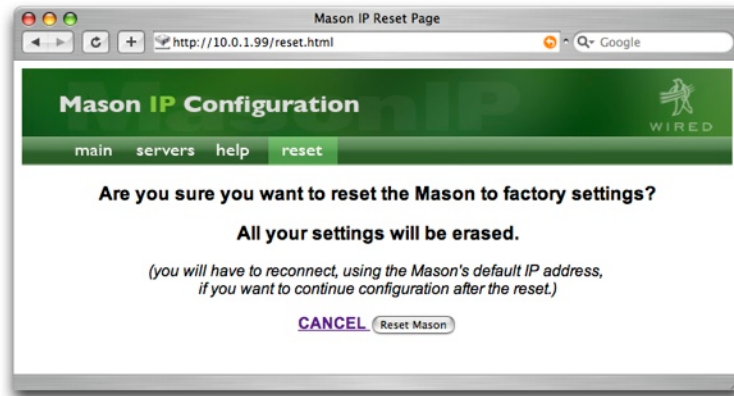 Mason IP Reset Page
http://10.0.1.99/reset.html
Google
Mason IP Configuration
MasonIP
WIRED
main servers help reset
Are you sure you want to reset the Mason to factory settings?
All your settings will be erased.
(you will have to reconnect, using the Mason's default IP address,
if you want to continue configuration after the reset.)
CANCEL Reset Mason